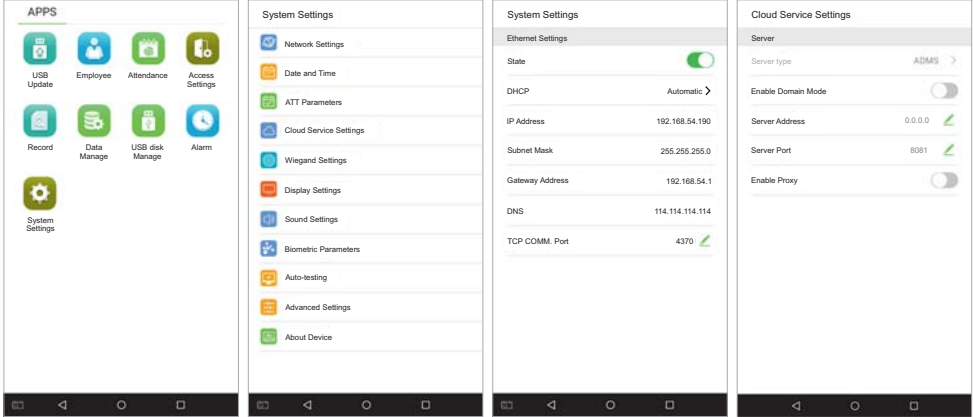 APPS
USB
Update
Employee
Attendance
Access
Settings
Record
Data
Manage
USB disk
Manage
Alarm
System
Settings
System Settings
Network Settings
Date and Time
ATT Parameters
Cloud Service Settings
Wiegand Settings
Display Settings
Sound Settings
Biometric Parameters
Auto-testing
Advanced Settings
About Device
System Settings
Ethernet Settings
State
DHCP Automatic
IP Address 192.168.54.190
Subnet Mask 255.255.255.0
Gateway Address 192.168.54.1
DNS 114.114.114.114
TCP COMM. Port 4370
Cloud Service Settings
Server
Server type ADMS
Enable Domain Mode
Server Address 0.0.0.0
Server Port 8081
Enable Proxy